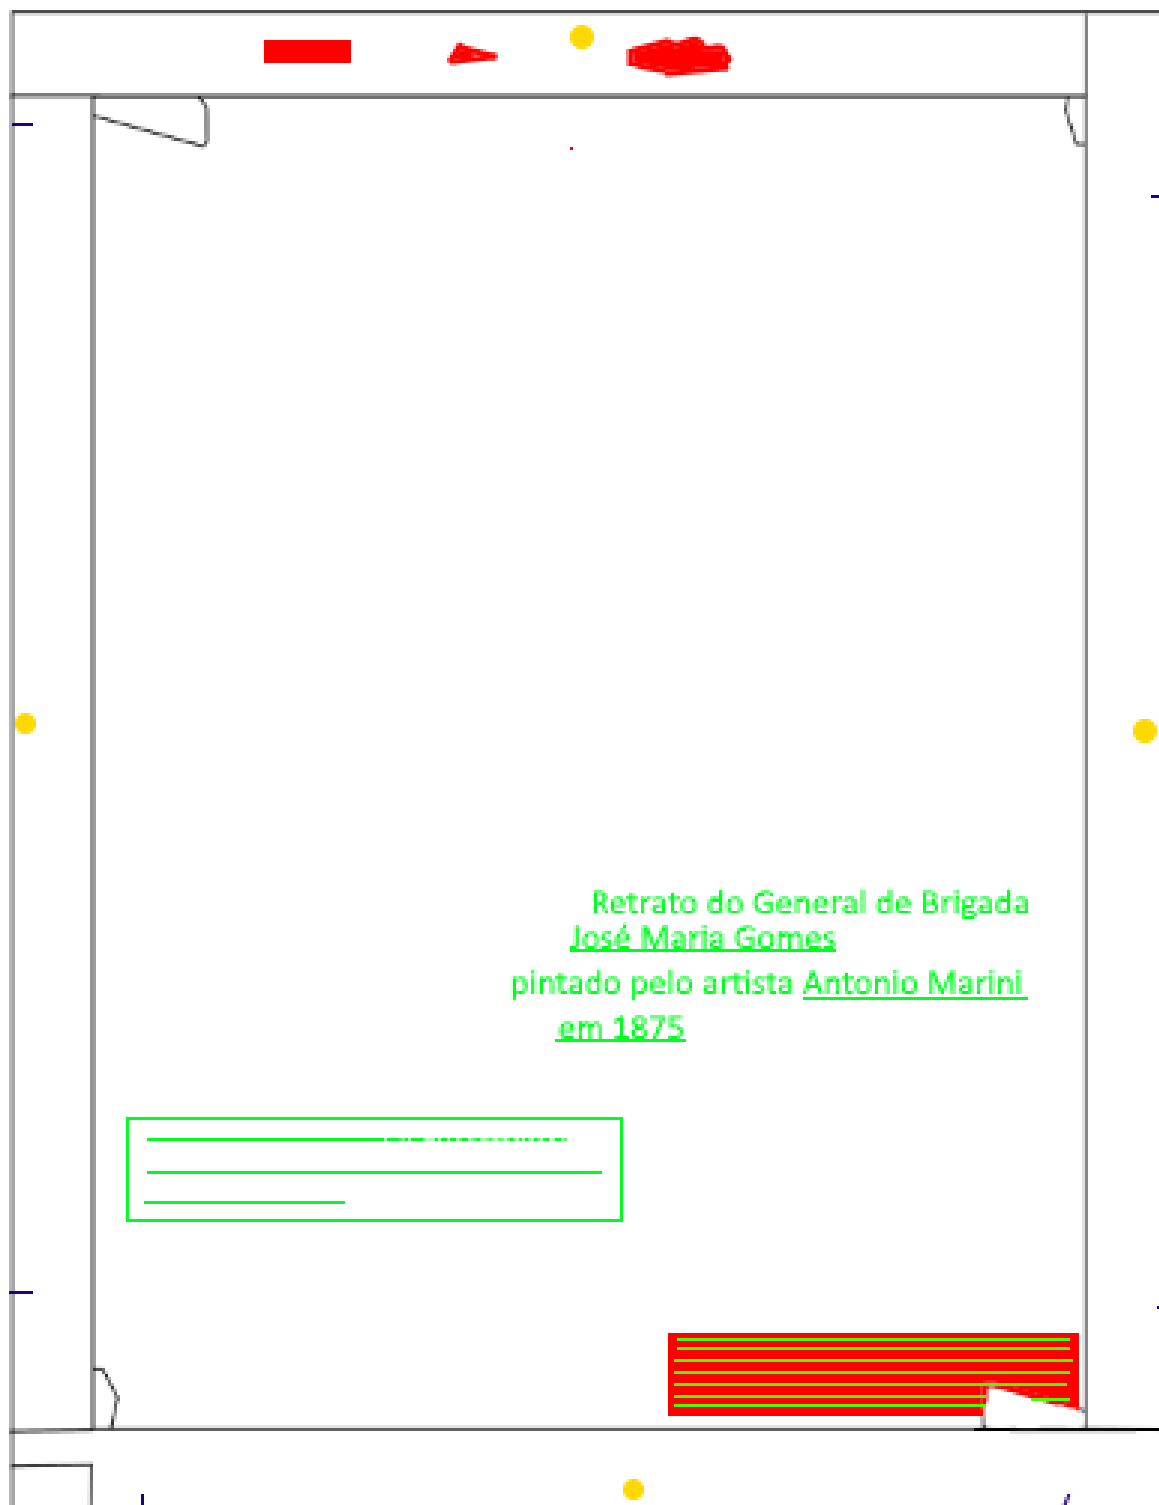 Retrato do General de Brigada
José Maria Gomes
pintado pelo artista Antonio Marini
em 1875